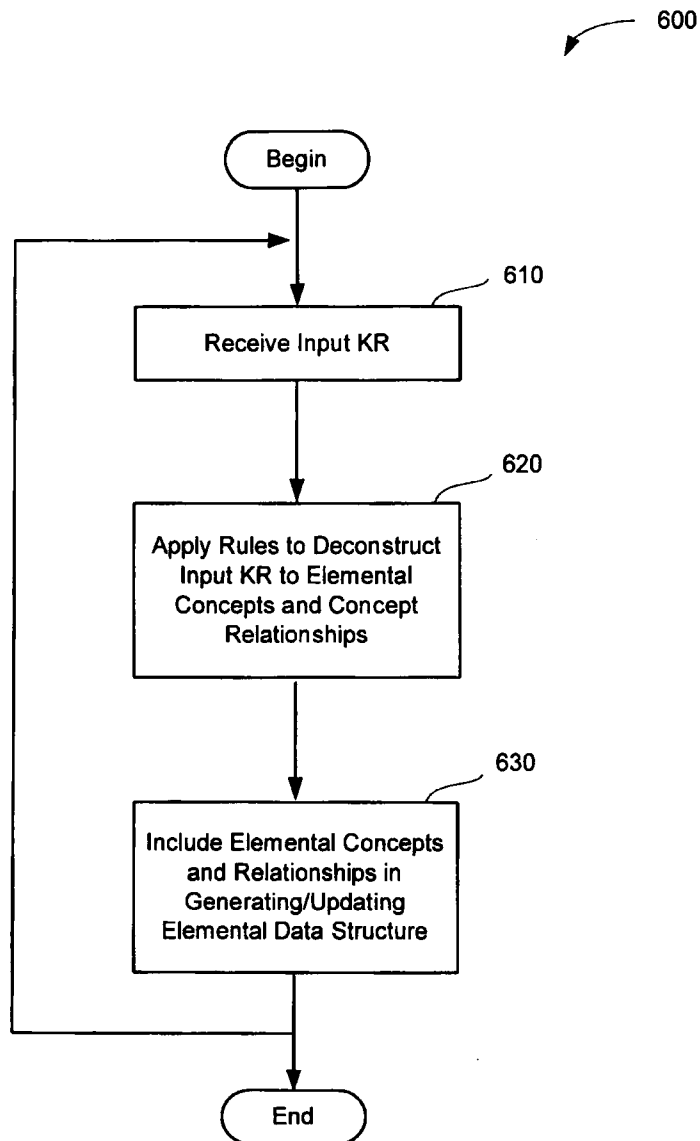 600
Begin
610
Receive Input KR
620
Apply Rules to Deconstruct
Input KR to Elemental
Concepts and Concept
Relationships
630
Include Elemental Concepts
and Relationships in
Generating/Updating
Elemental Data Structure
End